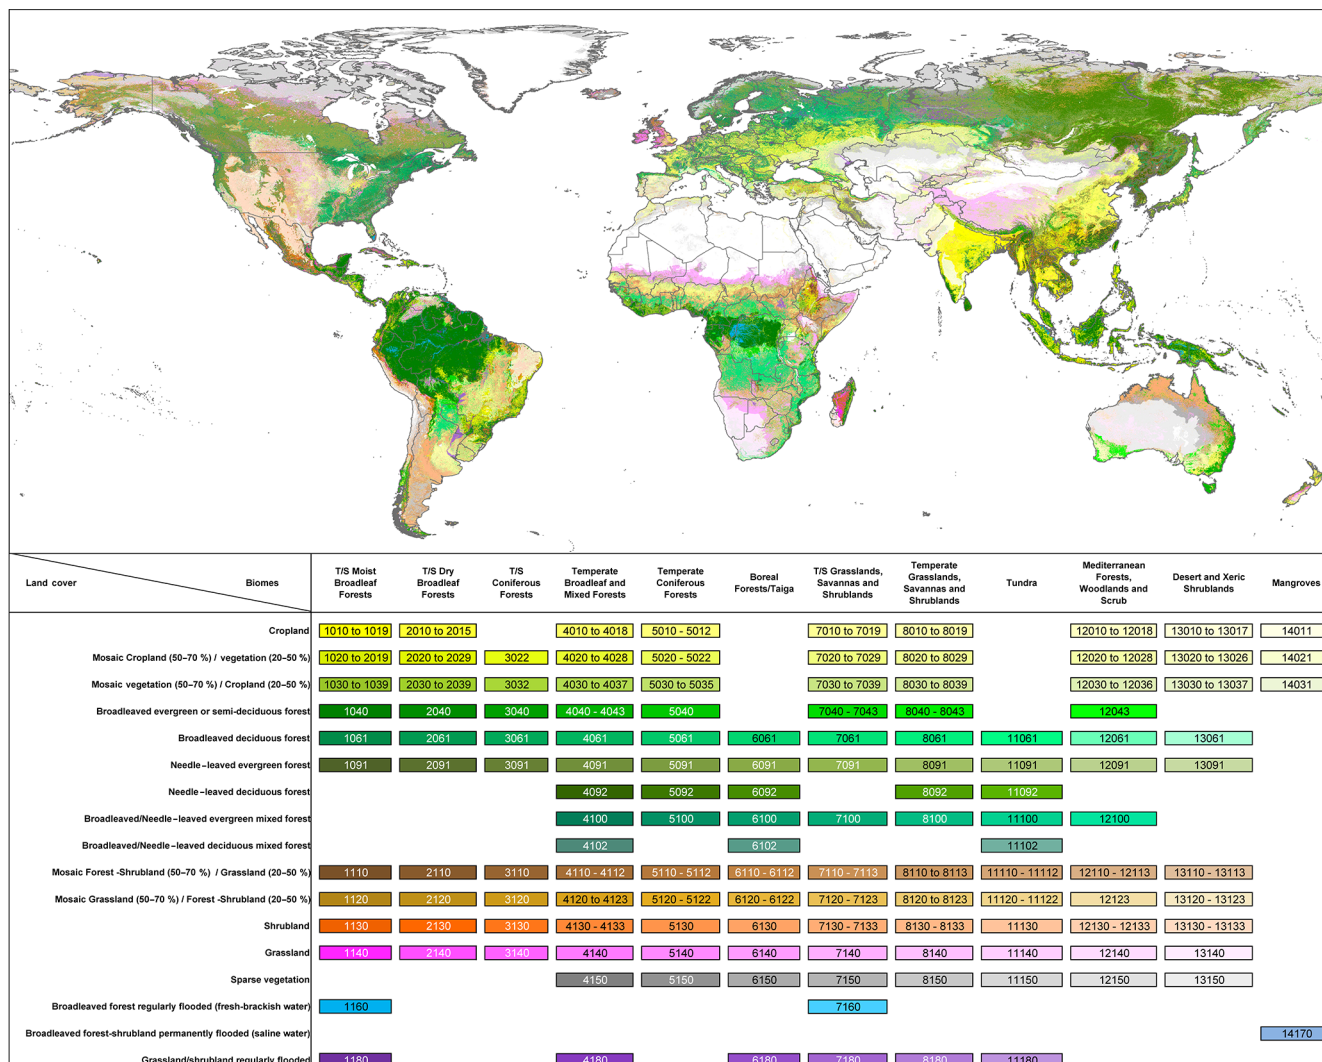 Land cover
Biomes
T/S Moist Broadleaf Forests
T/S Dry Broadleaf Forests
T/S Coniferous Forests
Temperate Broadleaf and Mixed Forests
Temperate Coniferous Forests
Boreal Forests/Taiga
T/S Grasslands, Savannas and Shrublands
Temperate Grasslands, Savannas and Shrublands
Tundra
Mediterranean Forests, Woodlands and Scrub
Desert and Xeric Shrublands
Mangroves
Cropland 1010 to 1019 2010 to 2015 4010 to 4018 5010 - 5012 7010 to 7019 8010 to 8019 12010 to 12018 13010 to 13017 14011
Mosaic Cropland (50–70 %) / vegetation (20–50 %) 1020 to 2019 2020 to 2029 3022 4020 to 4028 5020 - 5022 7020 to 7029 8020 to 8029 12020 to 12028 13020 to 13026 14021
Mosaic vegetation (50–70 %) / Cropland (20–50 %) 1030 to 1039 2030 to 2039 3032 4030 to 4037 5030 to 5035 7030 to 7039 8030 to 8039 12030 to 12036 13030 to 13037 14031
Broadleaved evergreen or semi-deciduous forest 1040 2040 3040 4040 - 4043 5040 7040 - 7043 8040 - 8043 12043
Broadleaved deciduous forest 1061 2061 3061 4061 5061 6061 7061 8061 11061 12061 13061
Needle–leaved evergreen forest 1091 2091 3091 4091 5091 6091 7091 8091 11091 12091 13091
Needle–leaved deciduous forest 4092 5092 6092 8092 11092
Broadleaved/Needle–leaved evergreen mixed forest 4100 5100 6100 7100 8100 11100 12100
Broadleaved/Needle–leaved deciduous mixed forest 4102 6102 11102
Mosaic Forest -Shrubland (50–70 %) / Grassland (20–50 %) 1110 2110 3110 4110 - 4112 5110 - 5112 6110 - 6112 7110 - 7113 8110 to 8113 11110 - 11112 12110 - 12113 13110 - 13113
Mosaic Grassland (50–70 %) / Forest -Shrubland (20–50 %) 1120 2120 3120 4120 to 4123 5120 - 5122 6120 - 6122 7120 - 7123 8120 to 8123 11120 - 11122 12123 13120 - 13123
Shrubland 1130 2130 3130 4130 - 4133 5130 6130 7130 - 7133 8130 - 8133 11130 12130 - 12133 13130 - 13133
Grassland 1140 2140 3140 4140 5140 6140 7140 8140 11140 12140 13140
Sparse vegetation 4150 5150 6150 7150 8150 11150 12150 13150
Broadleaved forest regularly flooded (fresh-brackish water) 1160 7160
Broadleaved forest-shrubland permanently flooded (saline water) 14170
Grassland/shrubland regularly flooded 1180 4180 6180 7180 8180 11180